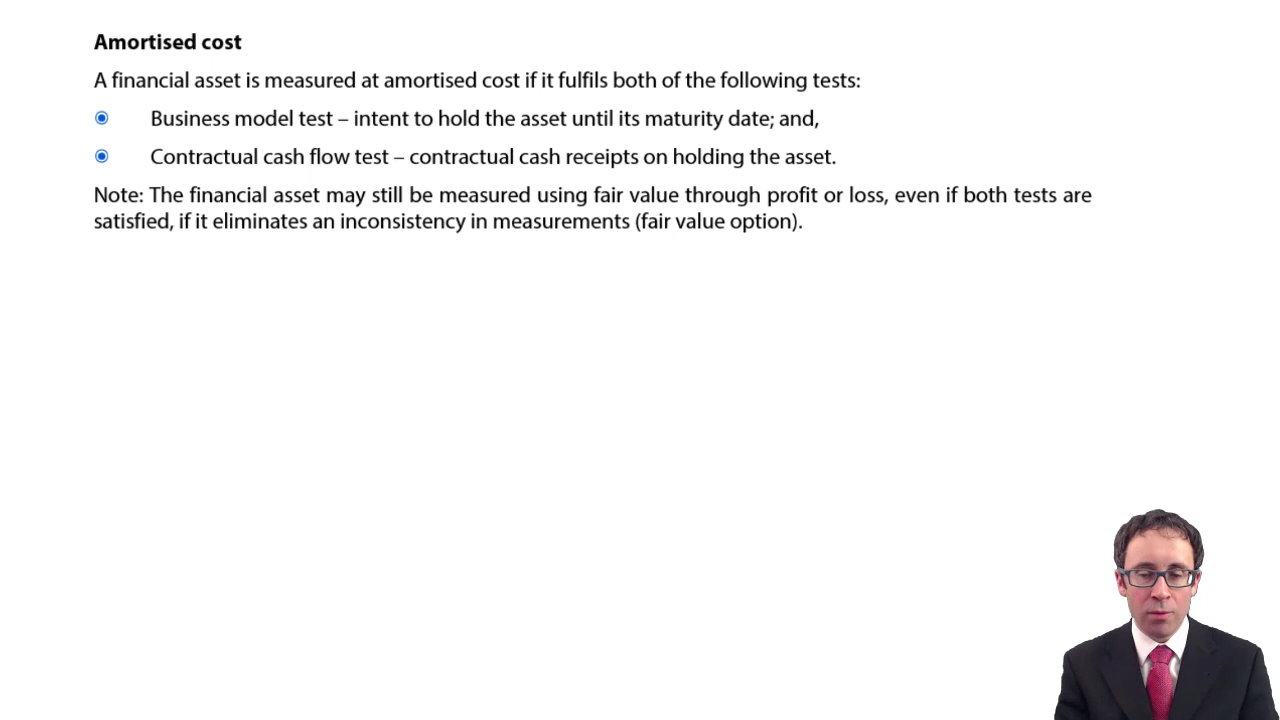 Amortised cost
A financial asset is measured at amortised cost if it fulfils both of the following tests:
Business model test – intent to hold the asset until its maturity date; and,
Contractual cash flow test – contractual cash receipts on holding the asset.
Note: The financial asset may still be measured using fair value through profit or loss, even if both tests are
satisfied, if it eliminates an inconsistency in measurements (fair value option).